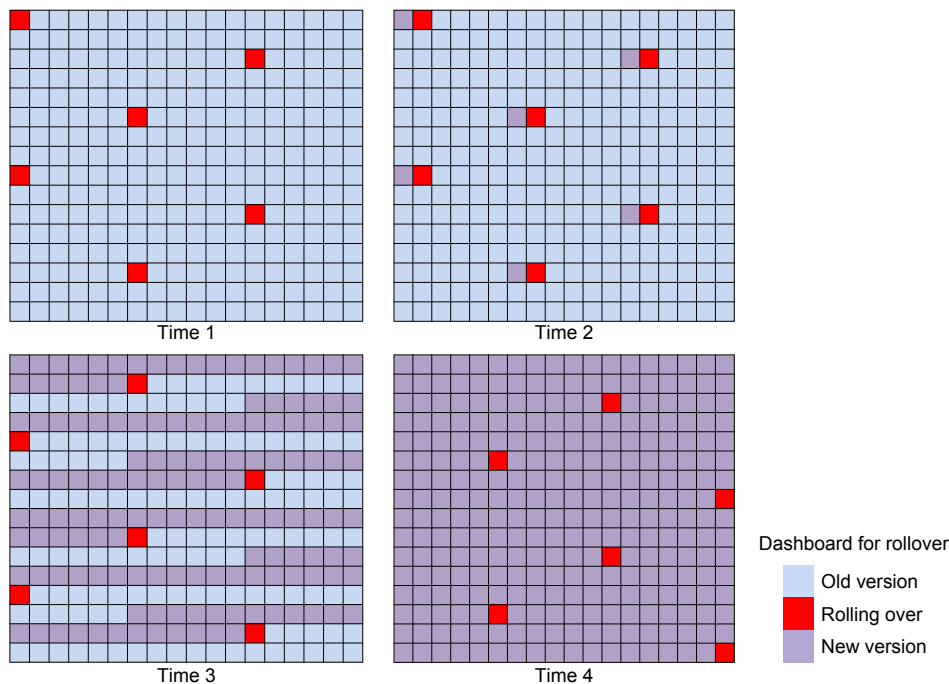 Time 1
Time 2
Time 3
Time 4
Dashboard for rollover
Old version
Rolling over
New version